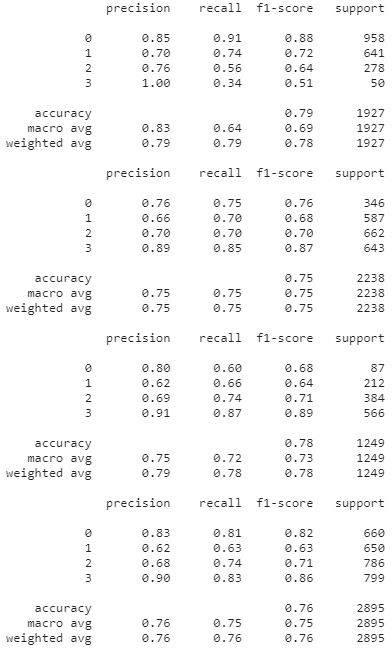 precision recall f1-score support
0 0.85 0.91 0.88 958
1 0.70 0.74 0.72 641
2 0.76 0.56 0.64 278
3 1.00 0.34 0.51 50
accuracy 0.79 1927
macro avg 0.83 0.64 0.69 1927
weighted avg 0.79 0.79 0.78 1927
precision recall f1-score support
0 0.76 0.75 0.76 346
1 0.66 0.70 0.68 587
2 0.70 0.70 0.70 662
3 0.89 0.85 0.87 643
accuracy 0.75 2238
macro avg 0.75 0.75 0.75 2238
weighted avg 0.75 0.75 0.75 2238
precision recall f1-score support
0 0.80 0.60 0.68 87
1 0.62 0.66 0.64 212
2 0.69 0.74 0.71 384
3 0.91 0.87 0.89 566
accuracy 0.78 1249
macro avg 0.75 0.72 0.73 1249
weighted avg 0.79 0.78 0.78 1249
precision recall f1-score support
0 0.83 0.81 0.82 660
1 0.62 0.63 0.63 650
2 0.68 0.74 0.71 786
3 0.90 0.83 0.86 799
accuracy 0.76 2895
macro avg 0.76 0.75 0.75 2895
weighted avg 0.76 0.76 0.76 2895